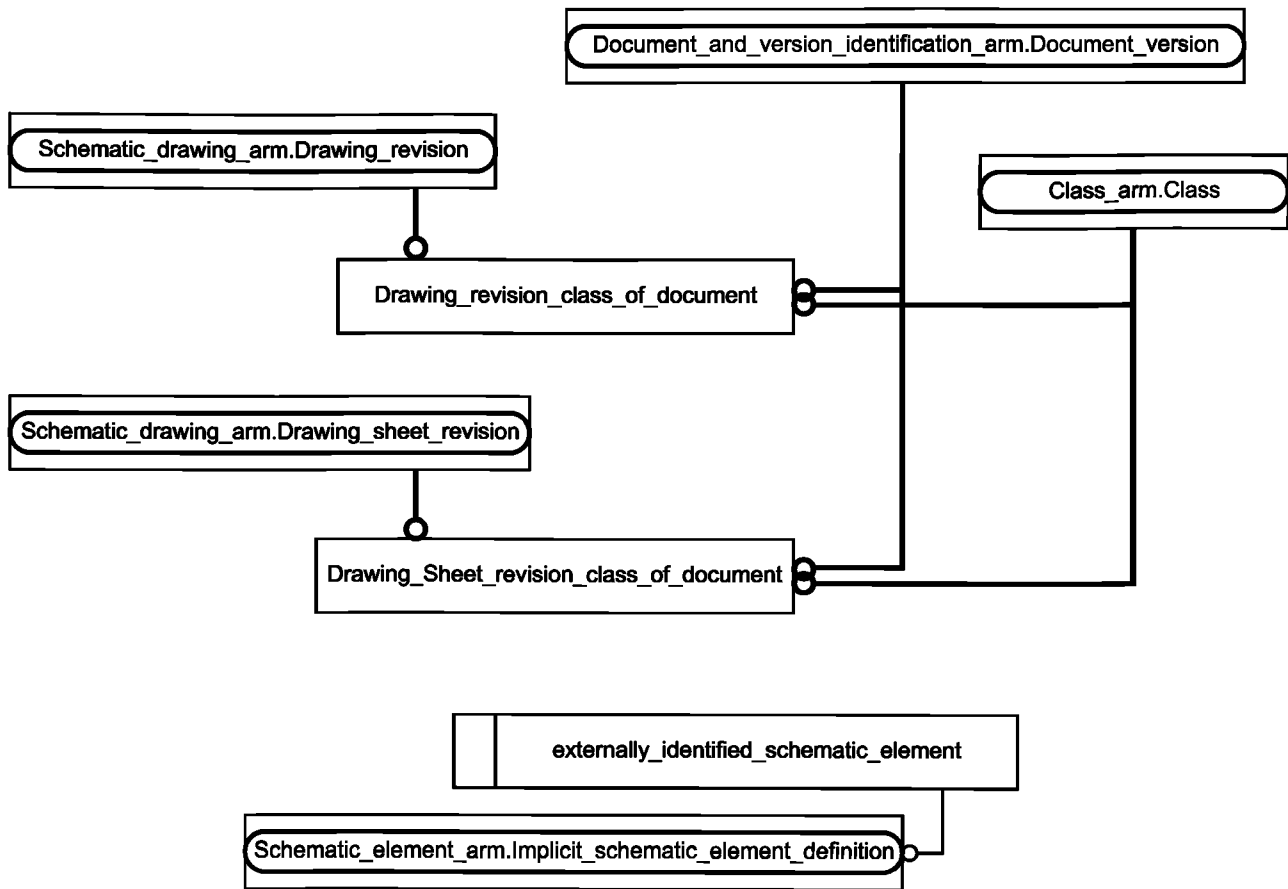 Document_and_version_identification_arm.Document_version
Schematic_drawing_arm.Drawing_revision
Class_arm.Class
Drawing_revision_class_of_document
Schematic_drawing_arm.Drawing_sheet_revision
Drawing_Sheet_revision_class_of_document
externally_identified_schematic_element
Schematic_element_arm.Implicit_schematic_element_definition